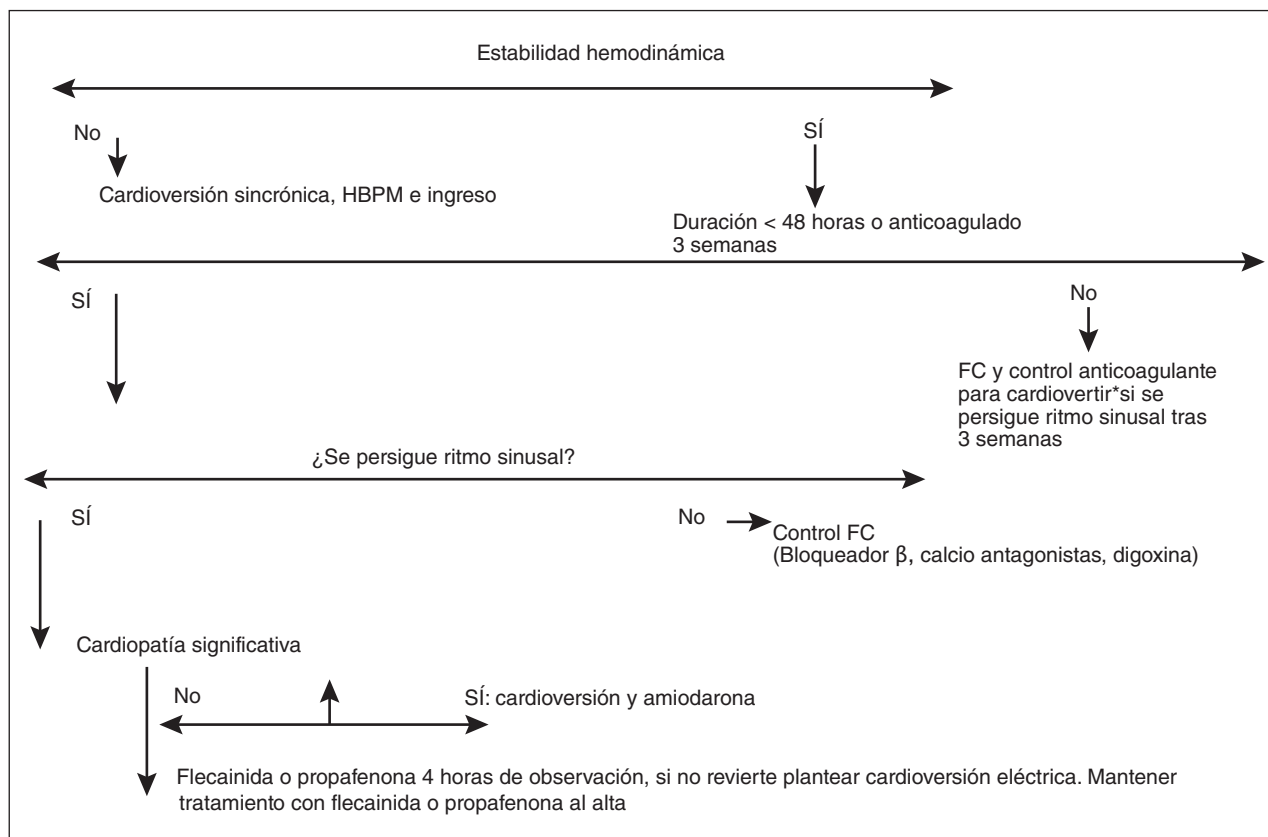 Estabilidad hemodinámica
No
SÍ
Cardioversión sincrónica, HBPM e ingreso
Duración < 48 horas o anticoagulado
3 semanas
SÍ
No
FC y control anticoagulante
para cardiovertir*si se
persigue ritmo sinusal tras
3 semanas
¿Se persigue ritmo sinusal?
SÍ
No
Control FC
(Bloqueador β, calcio antagonistas, digoxina)
Cardiopatía significativa
No
SÍ: cardioversión y amiodarona
Flecainida o propafenona 4 horas de observación, si no revierte plantear cardioversión eléctrica. Mantener
tratamiento con flecainida o propafenona al alta